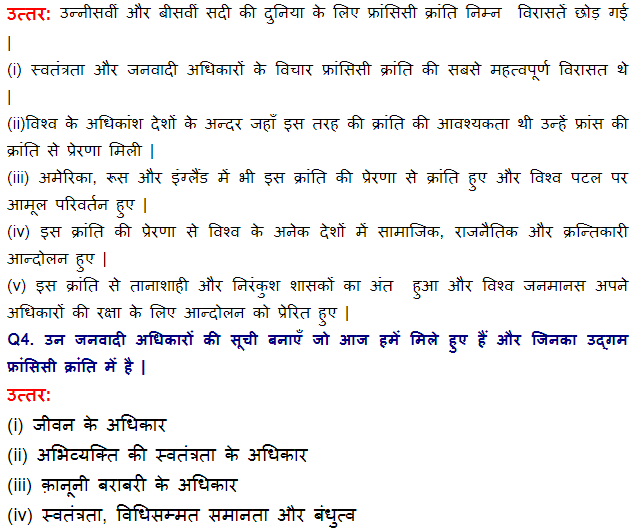 उत्तर: उन्नीसवीं और बीसवीं सदी की दुनिया के लिए फ्रांसिसी क्रांति निम्न विरासतें छोड़ गई
|
(i) स्वतंत्रता और जनवादी अधिकारों के विचार फ्रांसिसी क्रांति की सबसे महत्वपूर्ण विरासत थे
|
(ii)विश्व के अधिकांश देशों के अन्दर जहाँ इस तरह की क्रांति की आवश्यकता थी उन्हें फ्रांस की
क्रांति से प्रेरणा मिली |
(iii) अमेरिका, रूस और इंग्लैंड में भी इस क्रांति की प्रेरणा से क्रांति हुए और विश्व पटल पर
आमूल परिवर्तन हुए |
(iv) इस क्रांति की प्रेरणा से विश्व के अनेक देशों में सामाजिक, राजनैतिक और क्रन्तिकारी
आन्दोलन हुए |
(v) इस क्रांति से तानाशाही और निरंकुश शासकों का अंत हुआ और विश्व जनमानस अपने
अधिकारों की रक्षा के लिए आन्दोलन को प्रेरित हुए |
Q4. उन जनवादी अधिकारों की सूची बनाएँ जो आज हमें मिले हुए हैं और जिनका उद्गम
फ्रांसिसी क्रांति में है |
उत्तर:
(i) जीवन के अधिकार
(ii) अभिव्यक्ति की स्वतंत्रता के अधिकार
(iii) क़ानूनी बराबरी के अधिकार
(iv) स्वतंत्रता, विधिसम्मत समानता और बंधुत्व